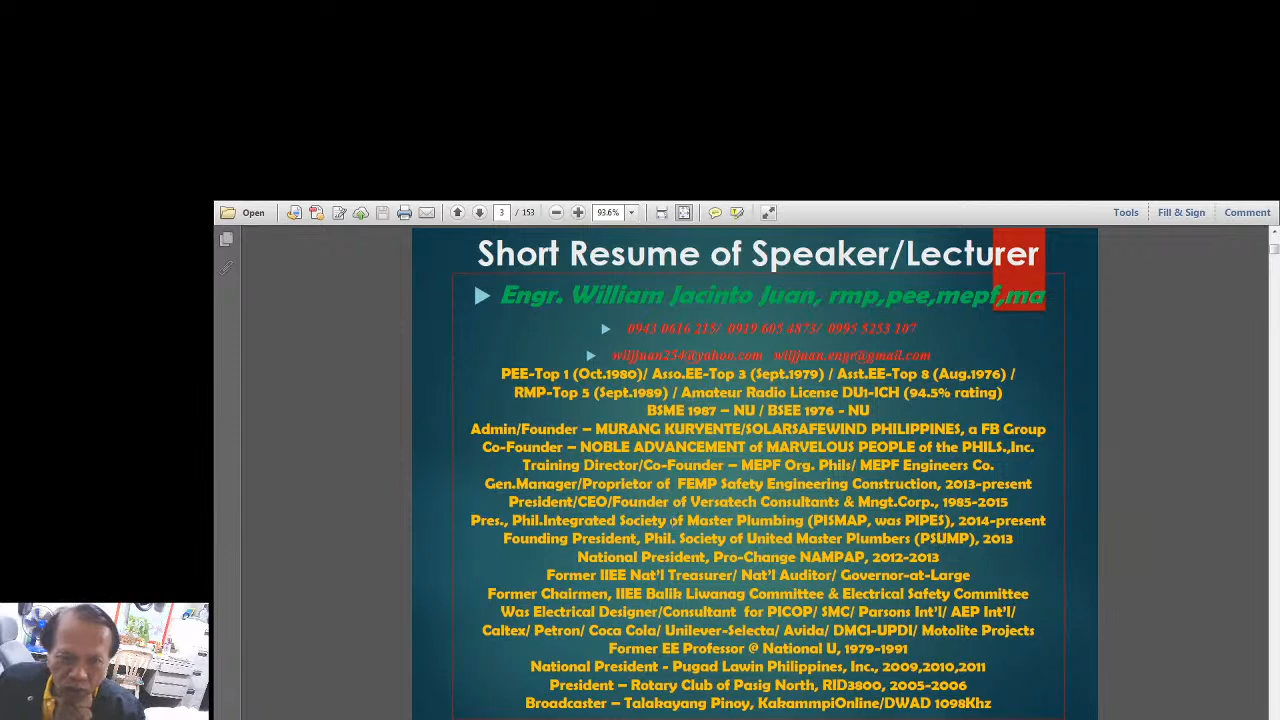 Open
3 / 153
93.6%
Tools
Fill & Sign
Comment
Short Resume of Speaker/Lecturer
Engr. William Jacinto Juan, rmp,pee,mepf,ma
0943 0616 215/ 0919 605 4873/ 0995 5253 107
wiljjuan254@yahoo.com wiljjuan.engr@gmail.com
PEE-Top 1 (Oct.1980)/ Asso.EE-Top 3 (Sept.1979) / Asst.EE-Top 8 (Aug.1976) /
RMP-Top 5 (Sept.1989) / Amateur Radio License DU1-ICH (94.5% rating)
BSME 1987 – NU / BSEE 1976 - NU
Admin/Founder – MURANG KURYENTE/SOLARSAFEWIND PHILIPPINES, a FB Group
Co-Founder – NOBLE ADVANCEMENT of MARVELOUS PEOPLE of the PHILS.,Inc.
Training Director/Co-Founder – MEPF Org. Phils/ MEPF Engineers Co.
Gen.Manager/Proprietor of FEMP Safety Engineering Construction, 2013-present
President/CEO/Founder of Versatech Consultants & Mngt.Corp., 1985-2015
Pres., Phil.Integrated Society of Master Plumbing (PISMAP, was PIPES), 2014-present
Founding President, Phil. Society of United Master Plumbers (PSUMP), 2013
National President, Pro-Change NAMPAP, 2012-2013
Former IIEE Nat'l Treasurer/ Nat'l Auditor/ Governor-at-Large
Former Chairmen, IIEE Balik Liwanag Committee & Electrical Safety Committee
Was Electrical Designer/Consultant for PICOP/ SMC/ Parsons Int'l/ AEP Int'l/
Caltex/ Petron/ Coca Cola/ Unilever-Selecta/ Avida/ DMCI-UPDI/ Motolite Projects
Former EE Professor @ National U, 1979-1991
National President - Pugad Lawin Philippines, Inc., 2009,2010,2011
President – Rotary Club of Pasig North, RID3800, 2005-2006
Broadcaster – Talakayang Pinoy, KakammpiOnline/DWAD 1098Khz